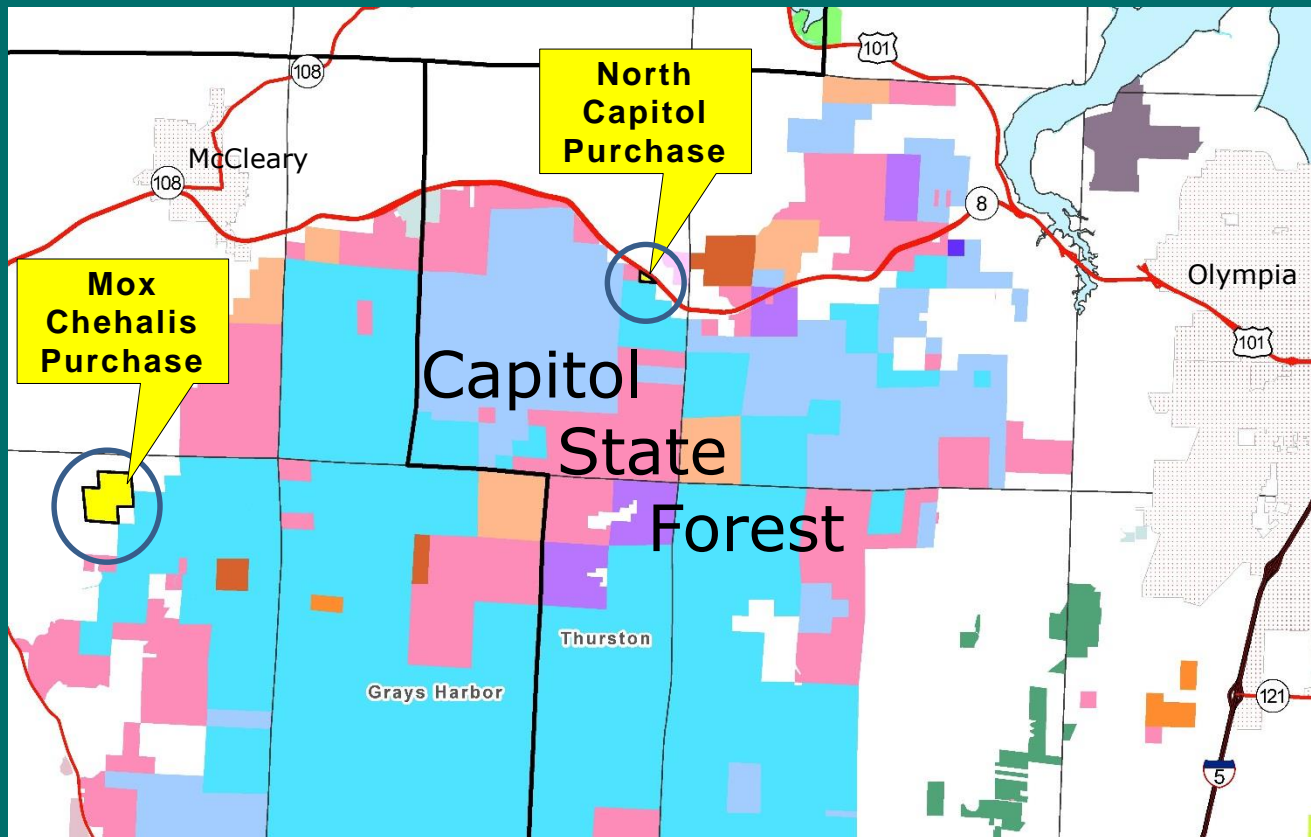 101
108
North
Capitol
Purchase
McCleary
108
8
Mox
Chehalis
Purchase
Olympia
101
Capitol
State
Forest
Thurston
Grays Harbor
121
5